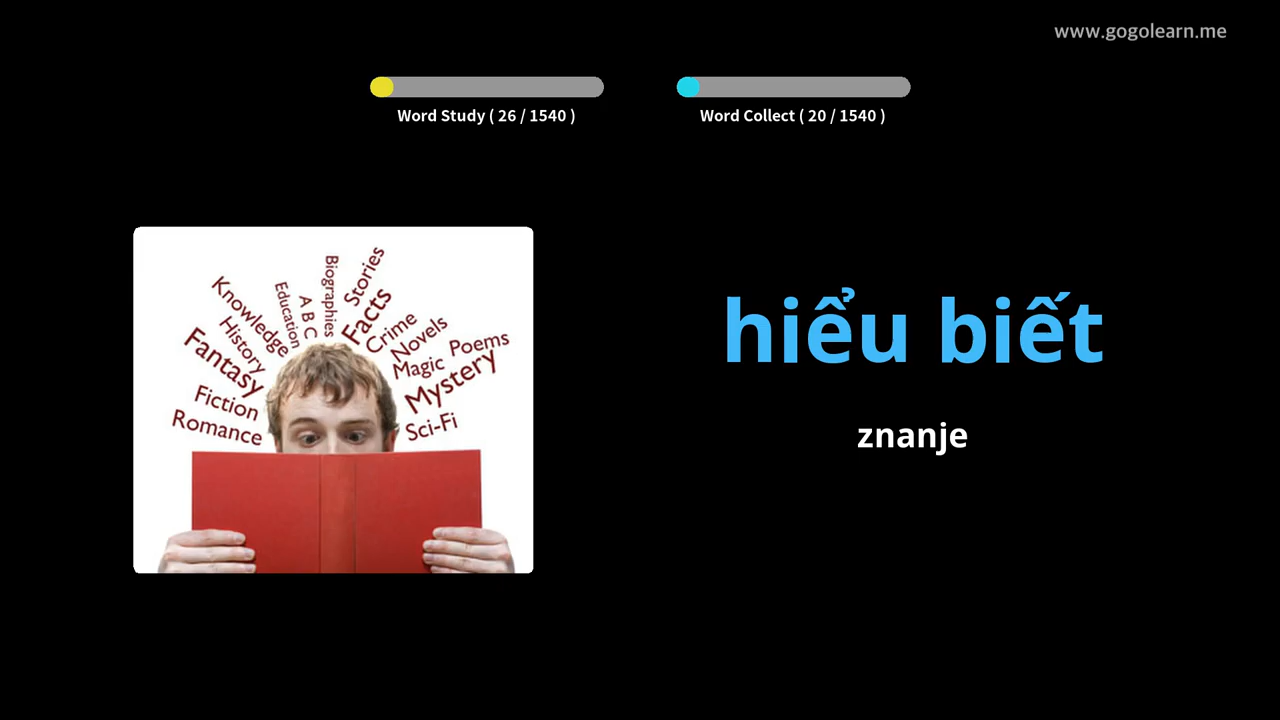 www.gogolearn.me
Word Study ( 26 / 1540 )
Word Collect ( 20 / 1540 )
Knowledge
History
Fantasy
Fiction
Romance
Education
A B C
Biographies
Stories
Facts
Crime
Novels
Magic
Poems
Mystery
Sci-Fi
hiểu biết
znanje